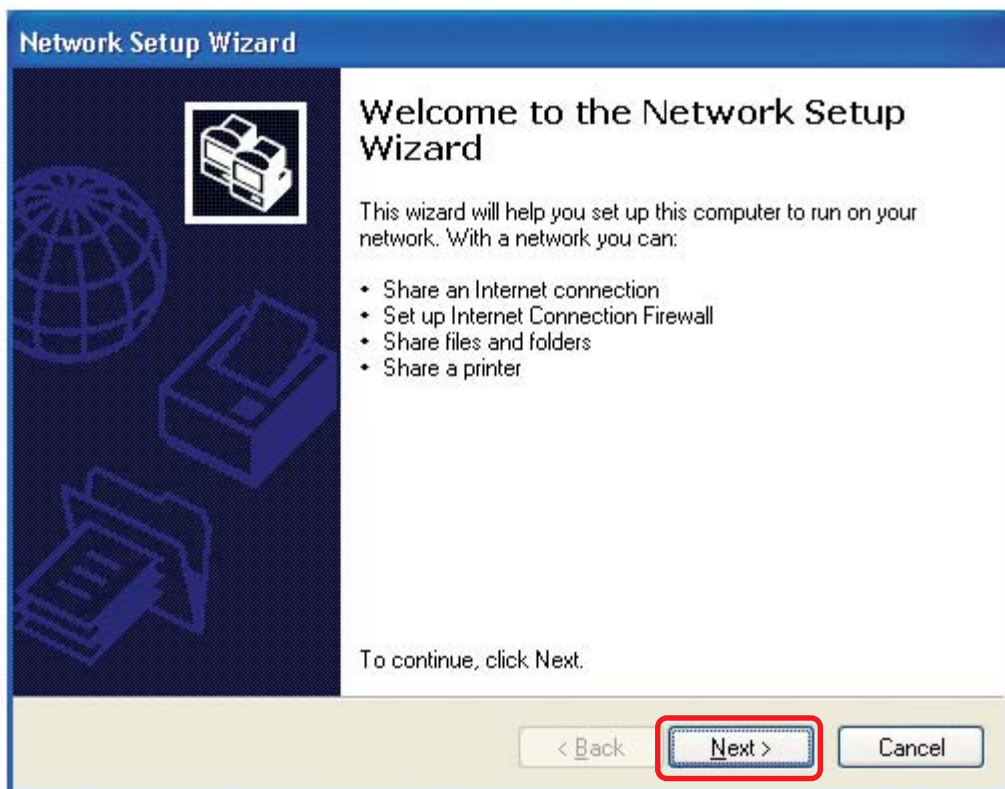 Network Setup Wizard
Welcome to the Network Setup
Wizard
This wizard will help you set up this computer to run on your
network. With a network you can:
• Share an Internet connection
• Set up Internet Connection Firewall
• Share files and folders
• Share a printer
To continue, click Next.
< Back
Next >
Cancel